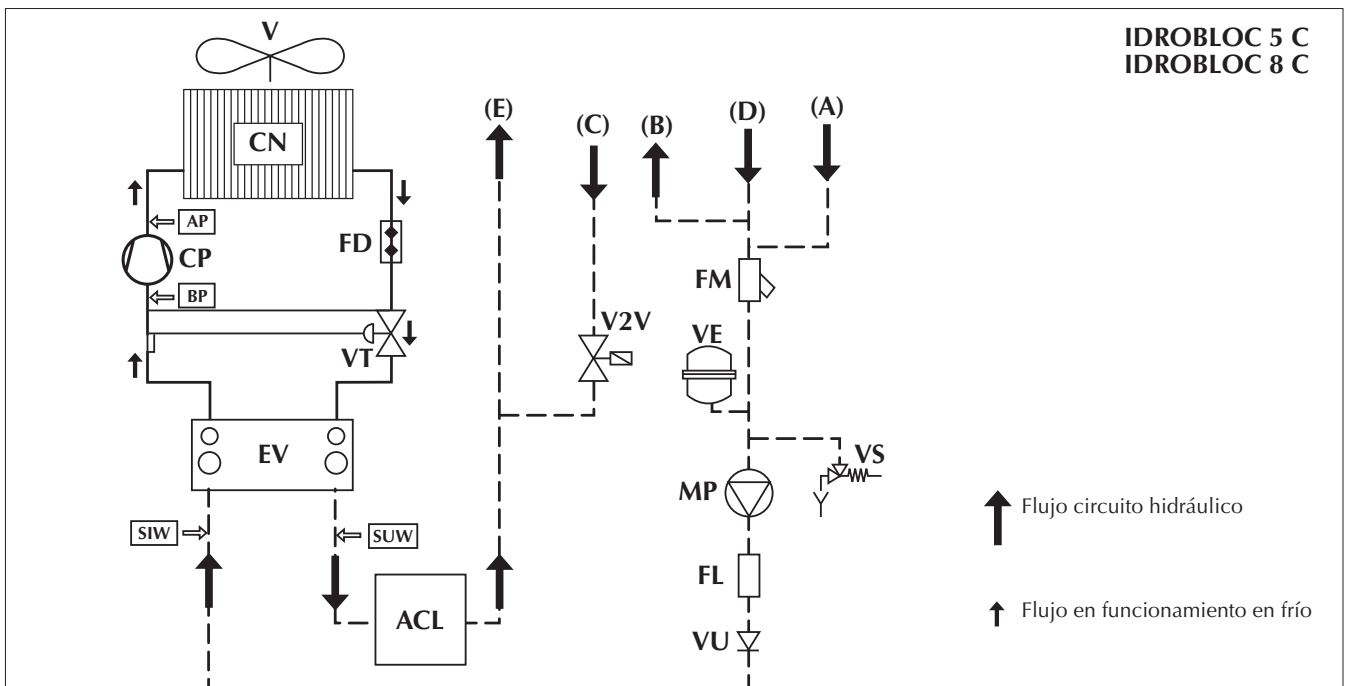 IDROBLOC 5 C
IDROBLOC 8 C
V
CN
(E)
(C)
(B)
(D)
(A)
AP
CP
FD
BP
FM
V2V
VE
VT
EV
VS
MP
SIW
SUW
Flujo circuito hidráulico
FL
ACL
Flujo en funcionamiento en frío
VU